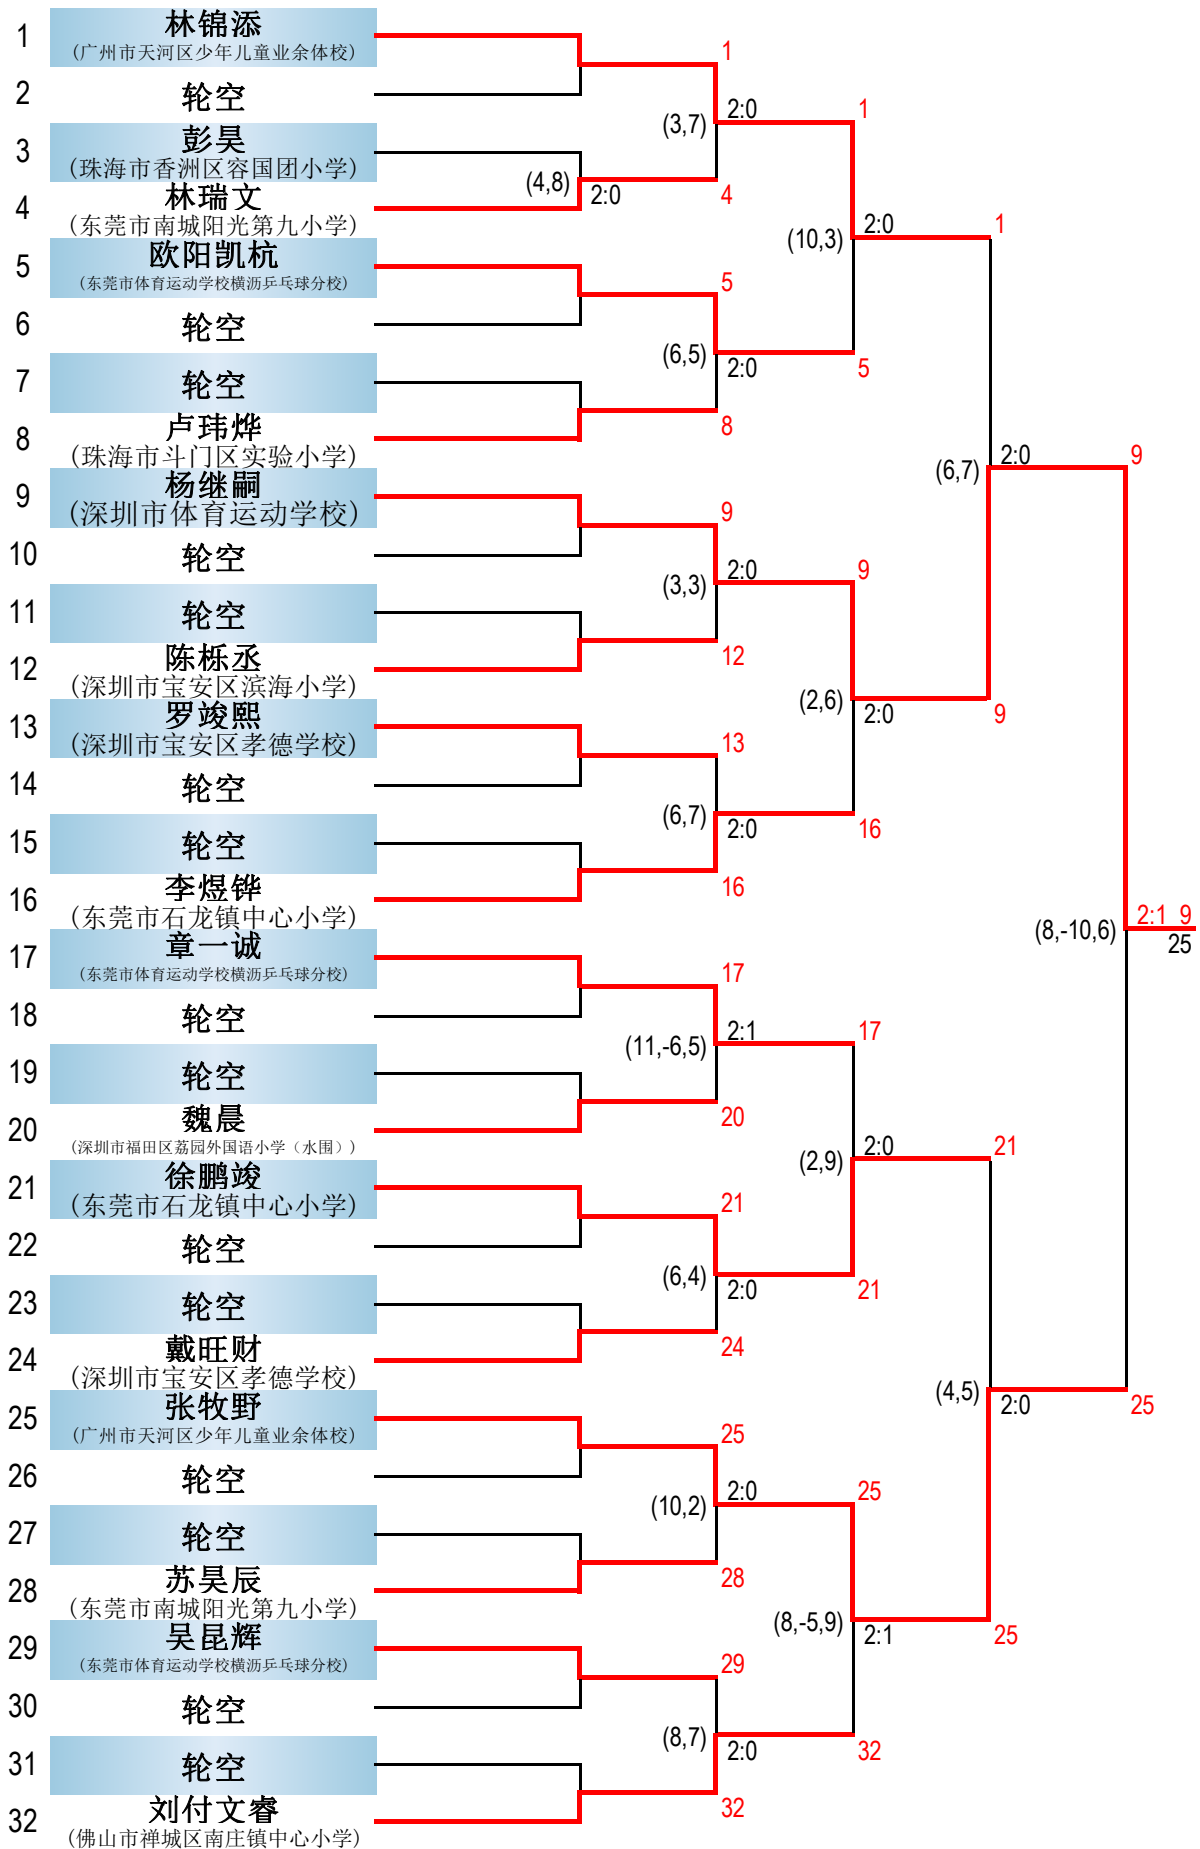 1
林锦添
(广州市天河区少年儿童业余体校)
2
轮空
3
彭昊
(珠海市香洲区容国团小学)
4
林瑞文
(东莞市南城阳光第九小学)
5
欧阳凯杭
(东莞市体育运动学校横沥乒乓球分校)
6
轮空
7
轮空
8
卢玮烨
(珠海市斗门区实验小学)
9
杨继嗣
(深圳市体育运动学校)
10
轮空
11
轮空
12
陈栎丞
(深圳市宝安区滨海小学)
13
罗竣熙
(深圳市宝安区孝德学校)
14
轮空
15
轮空
16
李煜铧
(东莞市石龙镇中心小学)
17
章一诚
(东莞市体育运动学校横沥乒乓球分校)
18
轮空
19
轮空
20
魏晨
(深圳市福田区荔园外国语小学（水围）)
21
徐鹏竣
(东莞市石龙镇中心小学)
22
轮空
23
轮空
24
戴旺财
(深圳市宝安区孝德学校)
25
张牧野
(广州市天河区少年儿童业余体校)
26
轮空
27
轮空
28
苏昊辰
(东莞市南城阳光第九小学)
29
吴昆辉
(东莞市体育运动学校横沥乒乓球分校)
30
轮空
31
轮空
32
刘付文睿
(佛山市禅城区南庄镇中心小学)
(4,8)
2:0
1
(3,7)
2:0
4
5
(6,5)
2:0
8
9
(3,3)
2:0
12
13
(6,7)
2:0
16
17
(11,-6,5)
2:1
20
21
(6,4)
2:0
24
25
(10,2)
2:0
28
29
(8,7)
2:0
32
1
(10,3)
2:0
5
9
(2,6)
2:0
16
17
(2,9)
2:0
21
25
(8,-5,9)
2:1
32
1
(6,7)
2:0
9
21
(4,5)
2:0
25
9
(8,-10,6)
2:1 9
25
25